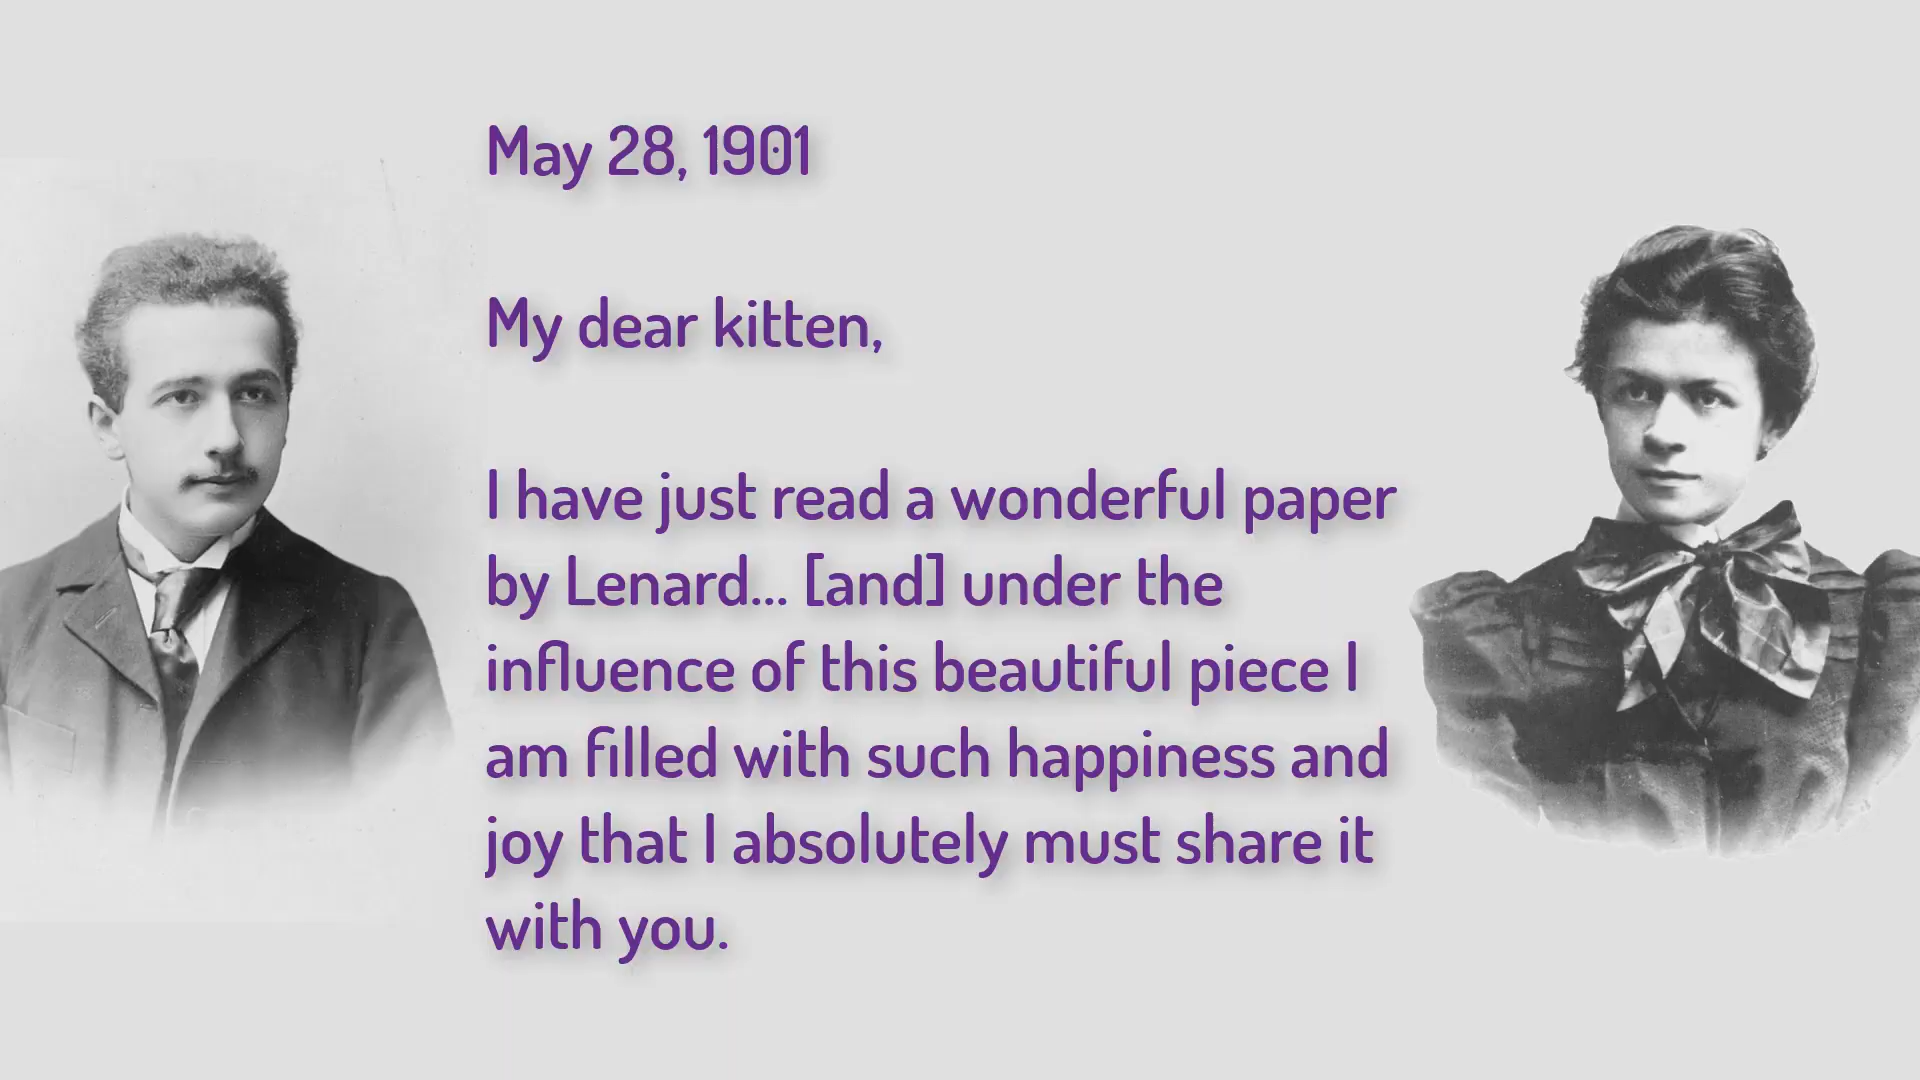 May 28, 1901
My dear kitten,
I have just read a wonderful paper
by Lenard... [and] under the
influence of this beautiful piece I
am filled with such happiness and
joy that I absolutely must share it
with you.